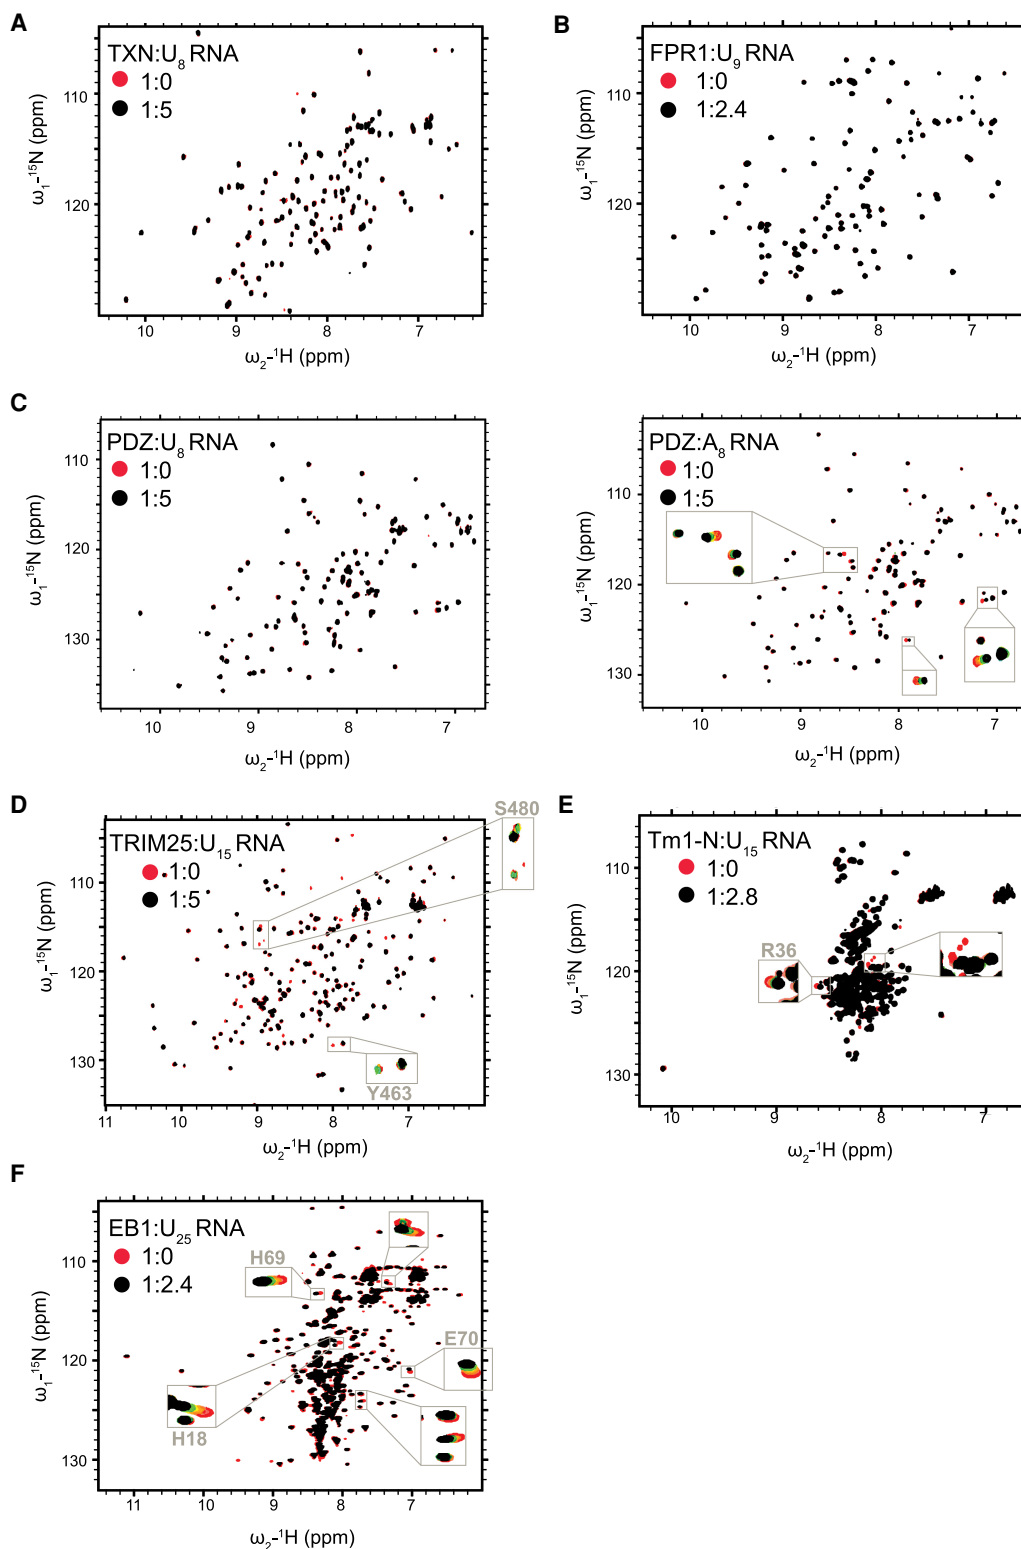 A
TXN:U₈ RNA
1:0
1:5
110
120
ω₁-¹⁵N (ppm)
10
9
8
7
ω₂-¹H (ppm)
B
FPR1:U₉ RNA
1:0
1:2.4
110
120
ω₁-¹⁵N (ppm)
10
9
8
7
ω₂-¹H (ppm)
C
PDZ:U₈ RNA
1:0
1:5
110
120
130
ω₁-¹⁵N (ppm)
10
9
8
7
ω₂-¹H (ppm)
PDZ:A₈ RNA
1:0
1:5
110
120
130
ω₁-¹⁵N (ppm)
10
9
8
7
ω₂-¹H (ppm)
D
TRIM25:U₁₅ RNA
1:0
1:5
S480
Y463
110
120
130
ω₁-¹⁵N (ppm)
11
10
9
8
7
ω₂-¹H (ppm)
E
Tm1-N:U₁₅ RNA
1:0
1:2.8
R36
110
120
130
ω₁-¹⁵N (ppm)
10
9
8
7
ω₂-¹H (ppm)
F
EB1:U₂₅ RNA
1:0
1:2.4
H69
E70
H18
110
120
130
ω₁-¹⁵N (ppm)
11
10
9
8
7
ω₂-¹H (ppm)